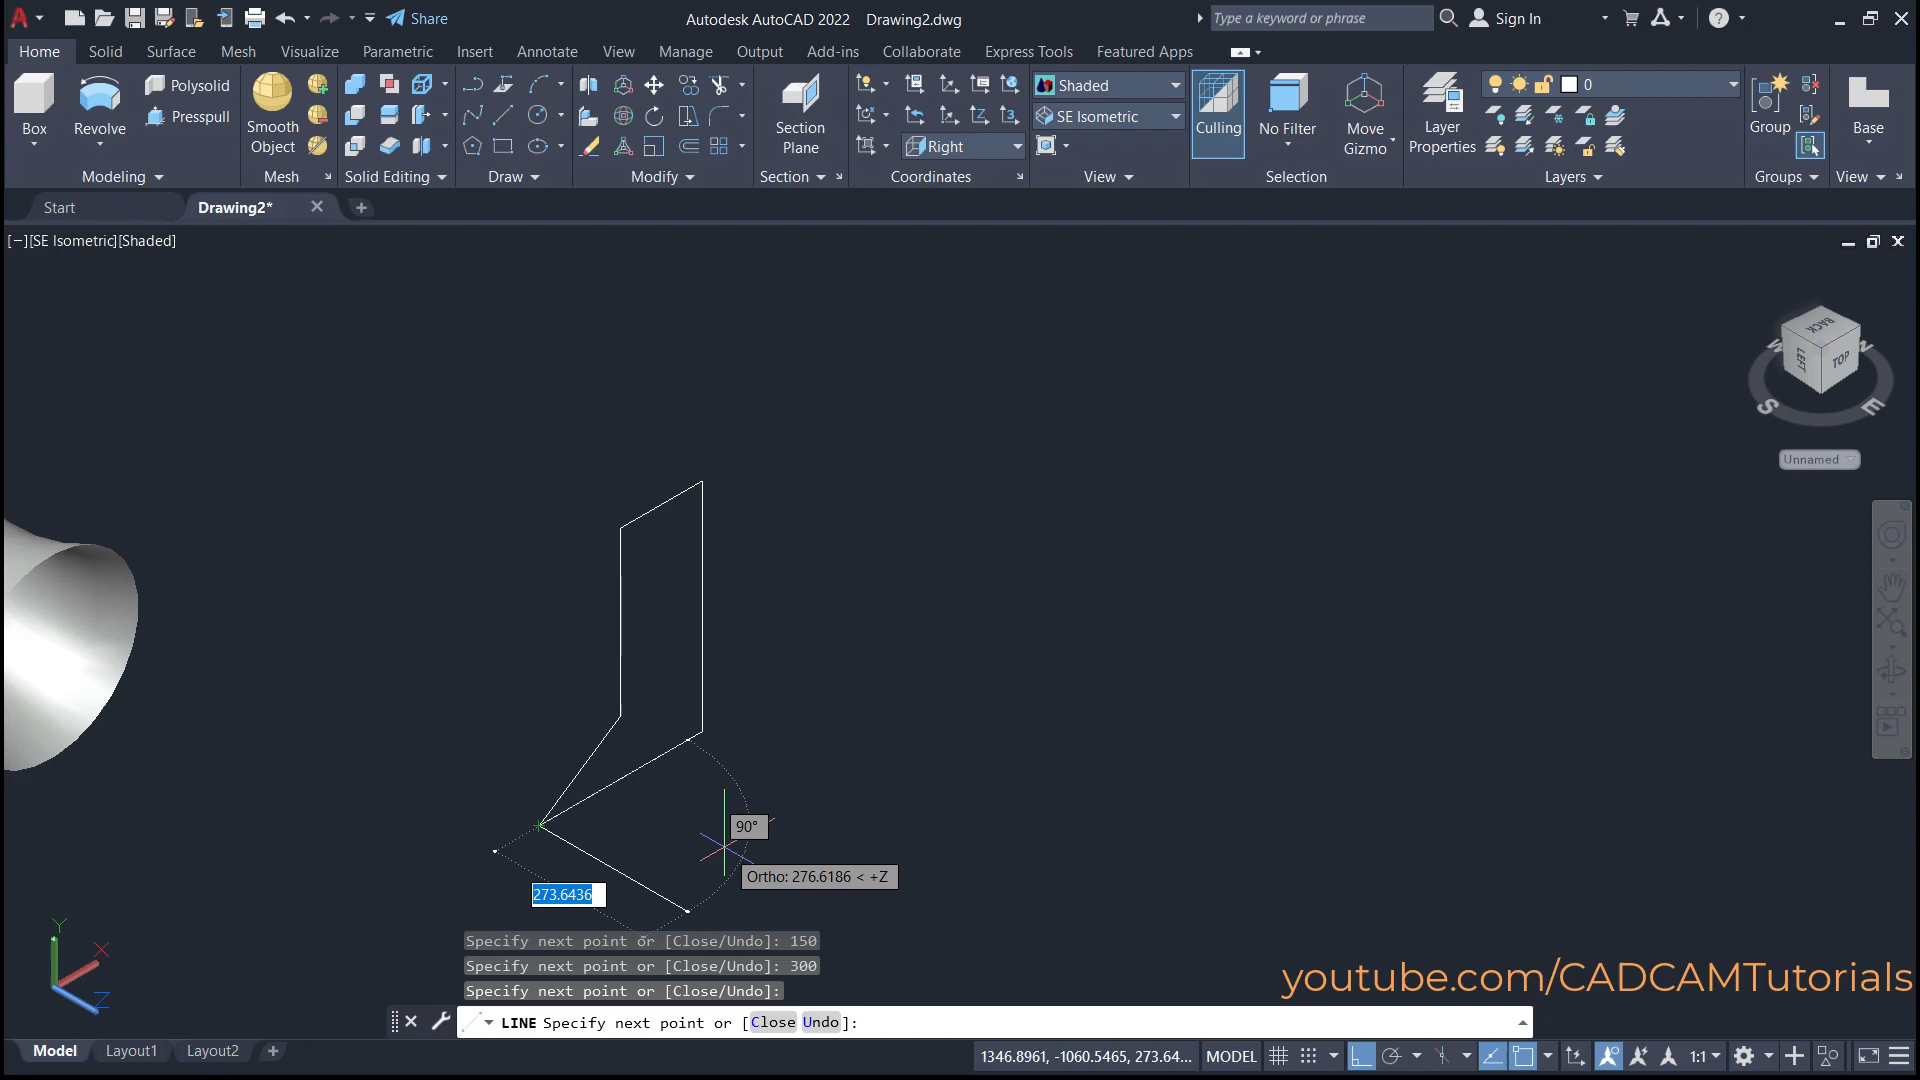 Share
Autodesk AutoCAD 2022 Drawing2.dwg
Type a keyword or phrase
Sign In
Home Solid Surface Mesh Visualize Parametric Insert Annotate View Manage Output Add-ins Collaborate Express Tools Featured Apps
Box
Revolve
Polysolid
Presspull
Modeling
Smooth
Object
Mesh
Solid Editing
Draw
Modify
Section
Plane
Section
Right
Coordinates
Shaded
SE Isometric
View
Culling
No Filter
Move
Gizmo
Selection
Layer
Properties
0
Layers
Group
Groups
Base
View
Start
Drawing2*
[−][SE Isometric][Shaded]
BACK
LEFT
TOP
W
N
S
E
Unnamed
90°
Ortho: 276.6186 < +Z
273.6436
Y
X
Z
Specify next point or [Close/Undo]: 150
Specify next point or [Close/Undo]: 300
Specify next point or [Close/Undo]:
youtube.com/CADCAMTutorials
LINE Specify next point or [Close Undo]:
Model Layout1 Layout2
1346.8961, -1060.5465, 273.64... MODEL
1:1